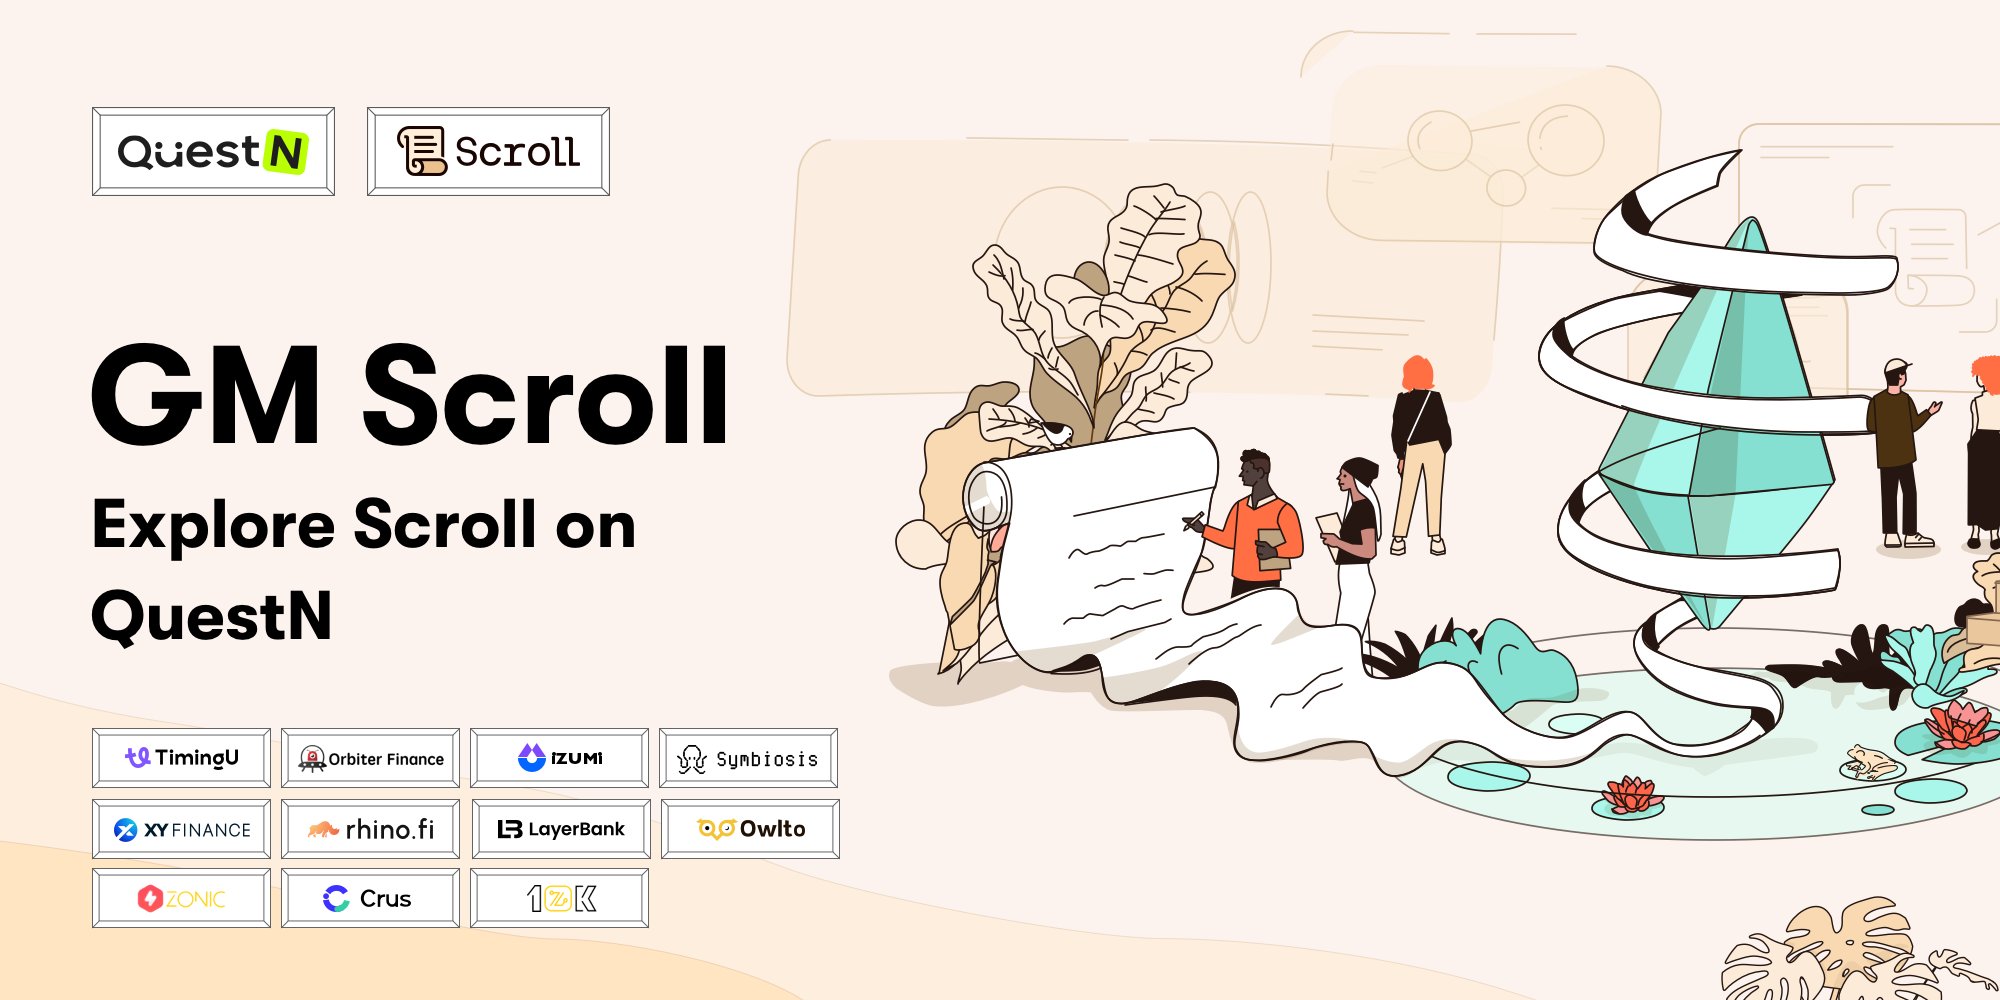 QuestN
Scroll
GM Scroll
Explore Scroll on
QuestN
TimingU
Orbiter Finance
iZUMi
Symbiosis
XY FINANCE
rhino.fi
LayerBank
Owlto
ZONIC
Crus
1ZK